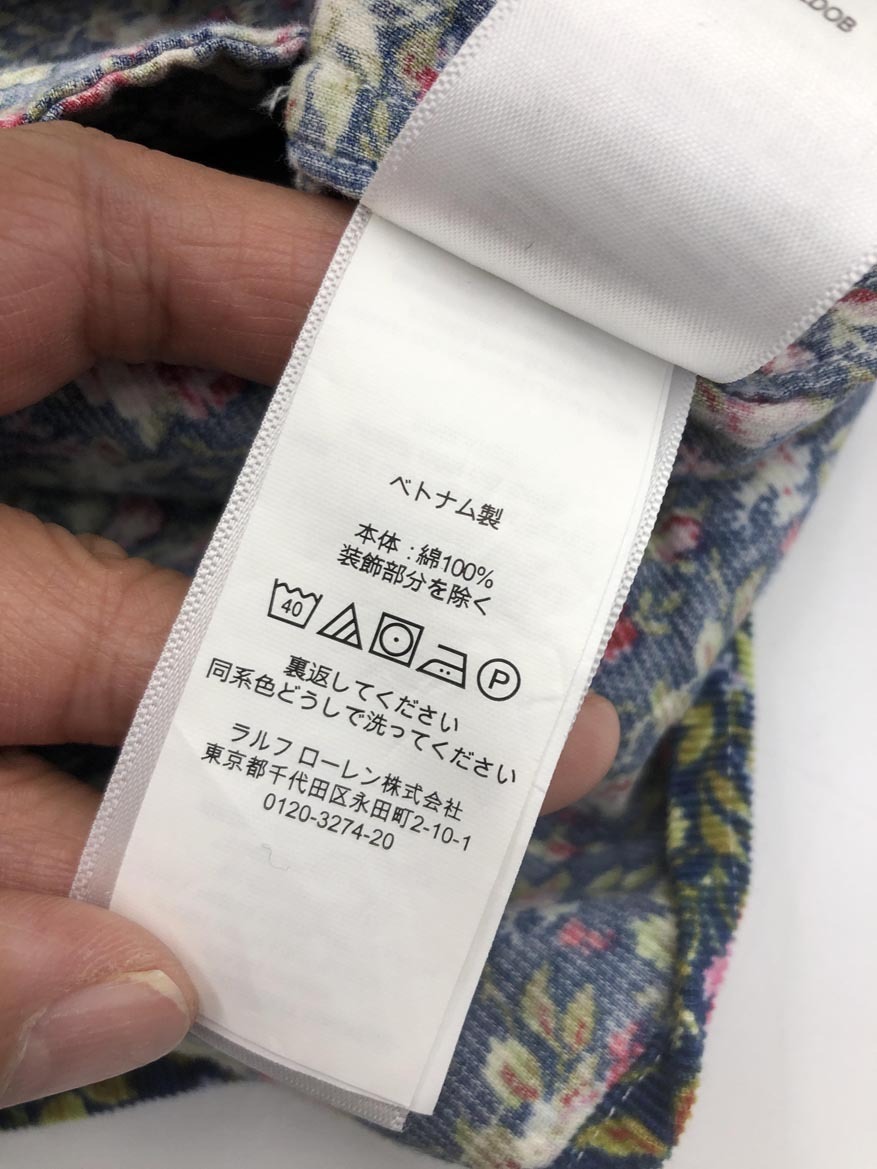 ベトナム製
本体:綿100%
装飾部分を除く
40
P
裏返してください
同系色どうしで洗ってください
ラルフ ローレン株式会社
東京都千代田区永田町2-10-1
0120-3274-20